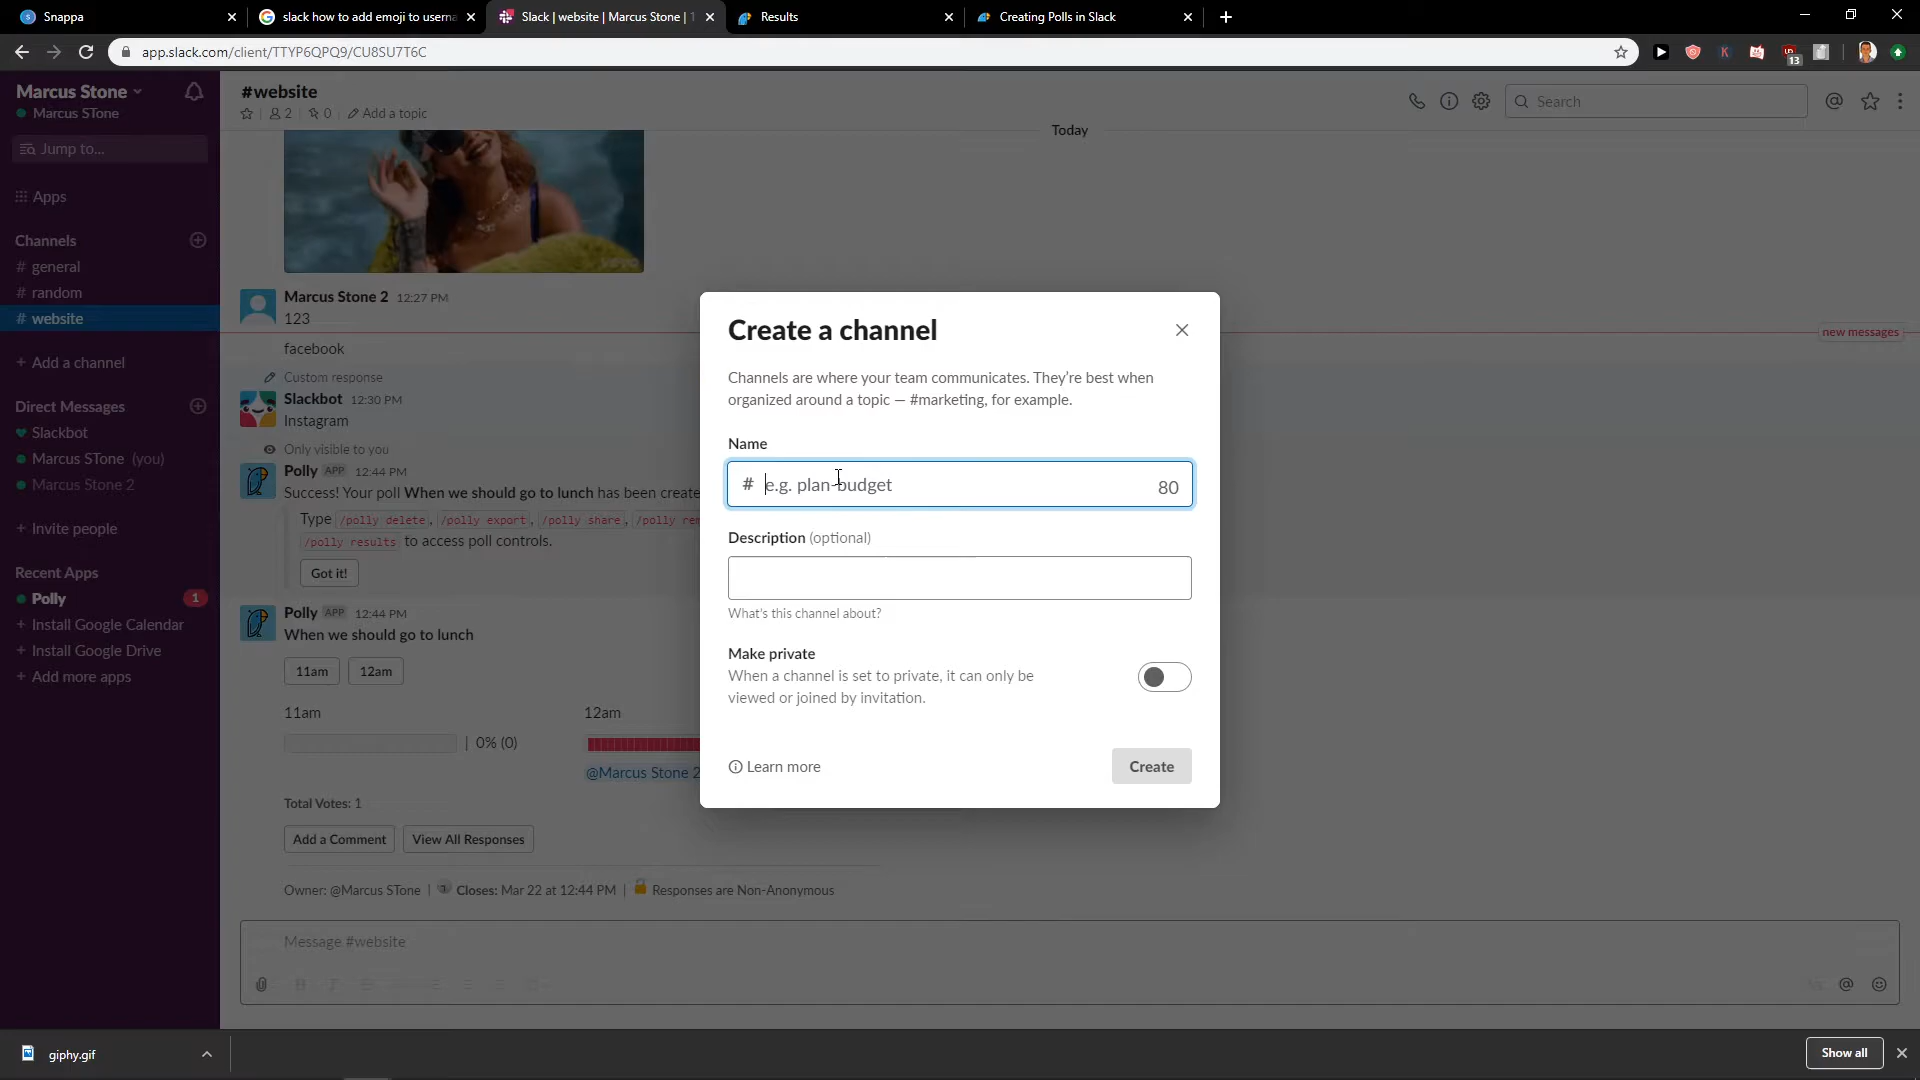 Snappa
slack how to add emoji to userna
Slack | website | Marcus Stone | 1
Results
Creating Polls in Slack
app.slack.com/client/TTYP6QPQ9/CU8SU7T6C
13
Marcus Stone
Marcus STone
Jump to...
Apps
Channels
# general
# random
# website
+ Add a channel
Direct Messages
Slackbot
Marcus STone (you)
Marcus Stone 2
+ Invite people
Recent Apps
Polly
1
+ Install Google Calendar
+ Install Google Drive
+ Add more apps
#website
2
0
Add a topic
Search
Today
Marcus Stone 2 12:27 PM
123
new messages
facebook
Custom response
Slackbot 12:30 PM
Instagram
Only visible to you
Polly APP 12:44 PM
Success! Your poll When we should go to lunch has been create
Type /polly delete, /polly export, /polly share, /polly rem
/polly results to access poll controls.
Got it!
Polly APP 12:44 PM
When we should go to lunch
11am
12am
11am
12am
| 0% (0)
@Marcus Stone 2
Total Votes: 1
Add a Comment
View All Responses
Owner: @Marcus STone | Closes: Mar 22 at 12:44 PM | Responses are Non-Anonymous
Message #website
Create a channel
Channels are where your team communicates. They’re best when
organized around a topic — #marketing, for example.
Name
# e.g. plan-budget
80
Description (optional)
What's this channel about?
Make private
When a channel is set to private, it can only be
viewed or joined by invitation.
Learn more
Create
giphy.gif
Show all